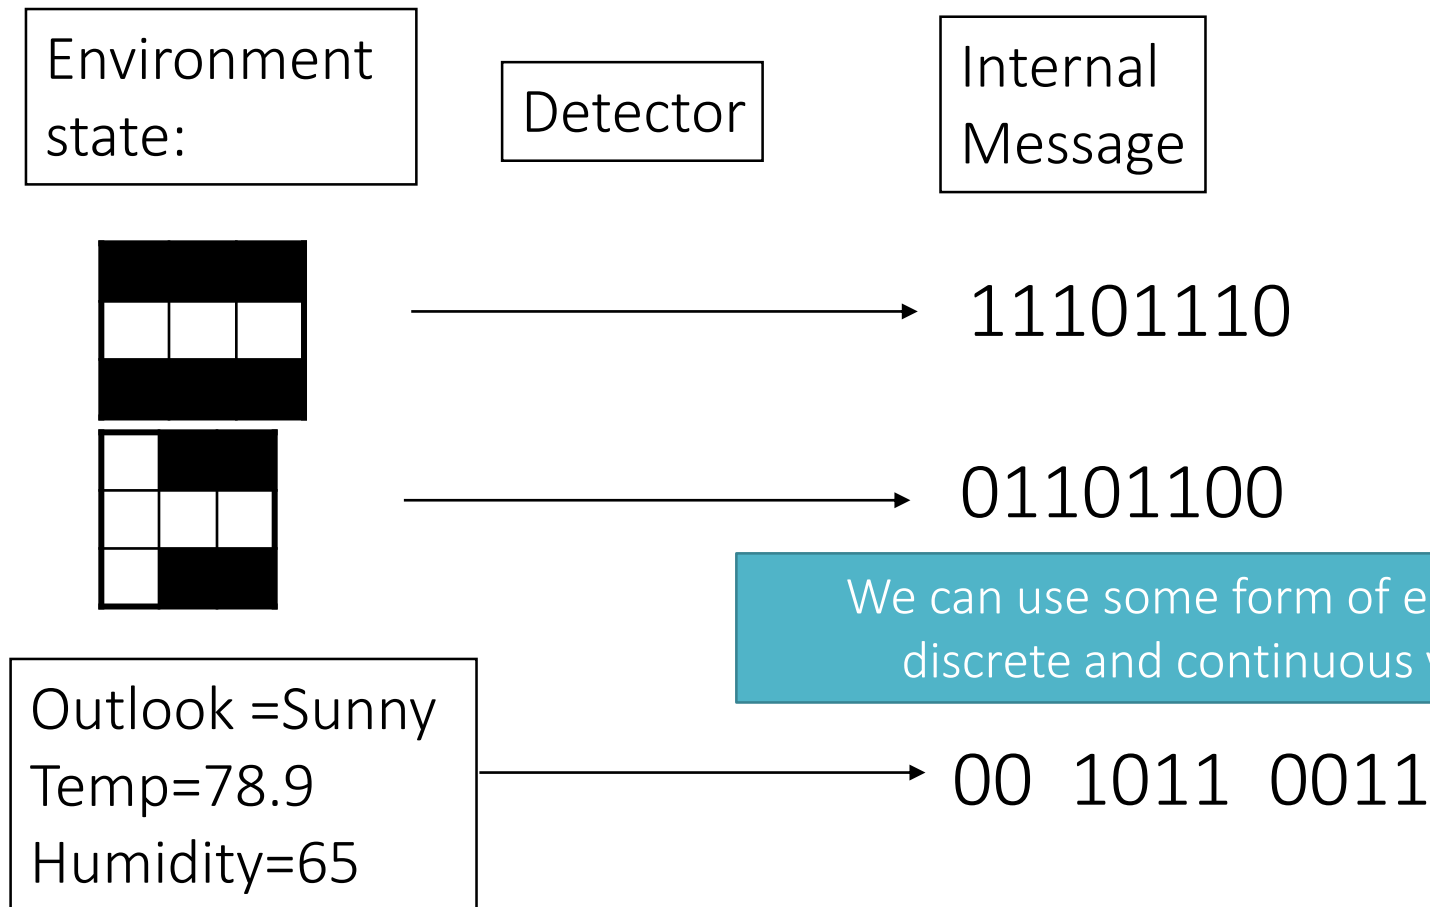 Environment
state:
Detector
Internal
Message
11101110
01101100
We can use some form of e
discrete and continuous
Outlook =Sunny
Temp=78.9
Humidity=65
00 1011 0011